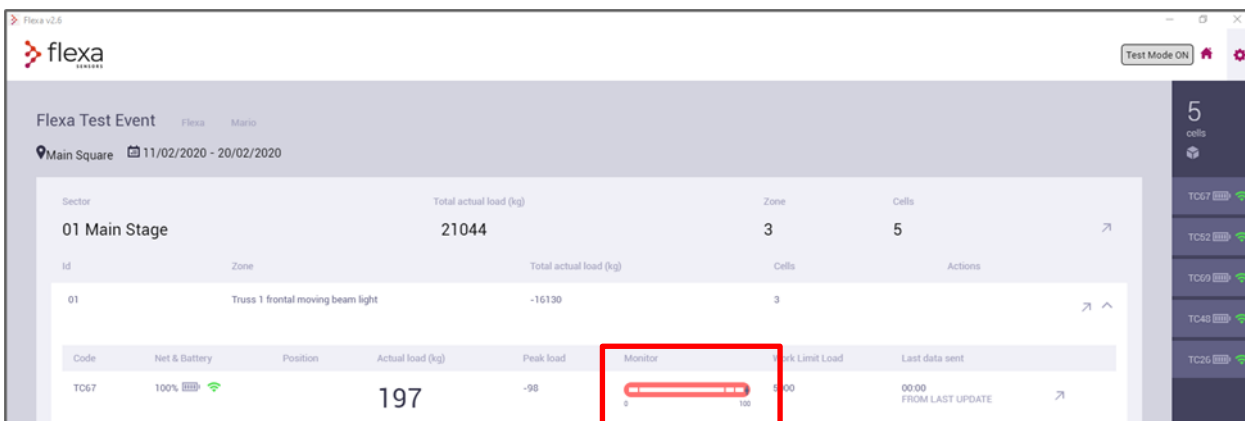 Flexa v2.6
flexa
SENSORS
Test Mode ON
Flexa Test Event Flexa Mario
Main Square 11/02/2020 - 20/02/2020
5
cells
Sector Total actual load (kg) Zone Cells
01 Main Stage 21044 3 5
Id Zone Total actual load (kg) Cells Actions
01 Truss 1 frontal moving beam light -16130 3
Code Net & Battery Position Actual load (kg) Peak load Monitor Work Limit Load Last data sent
TC67 100% 197 -98 0 100 5000 00:00
FROM LAST UPDATE
TC67
TC52
TC69
TC48
TC26